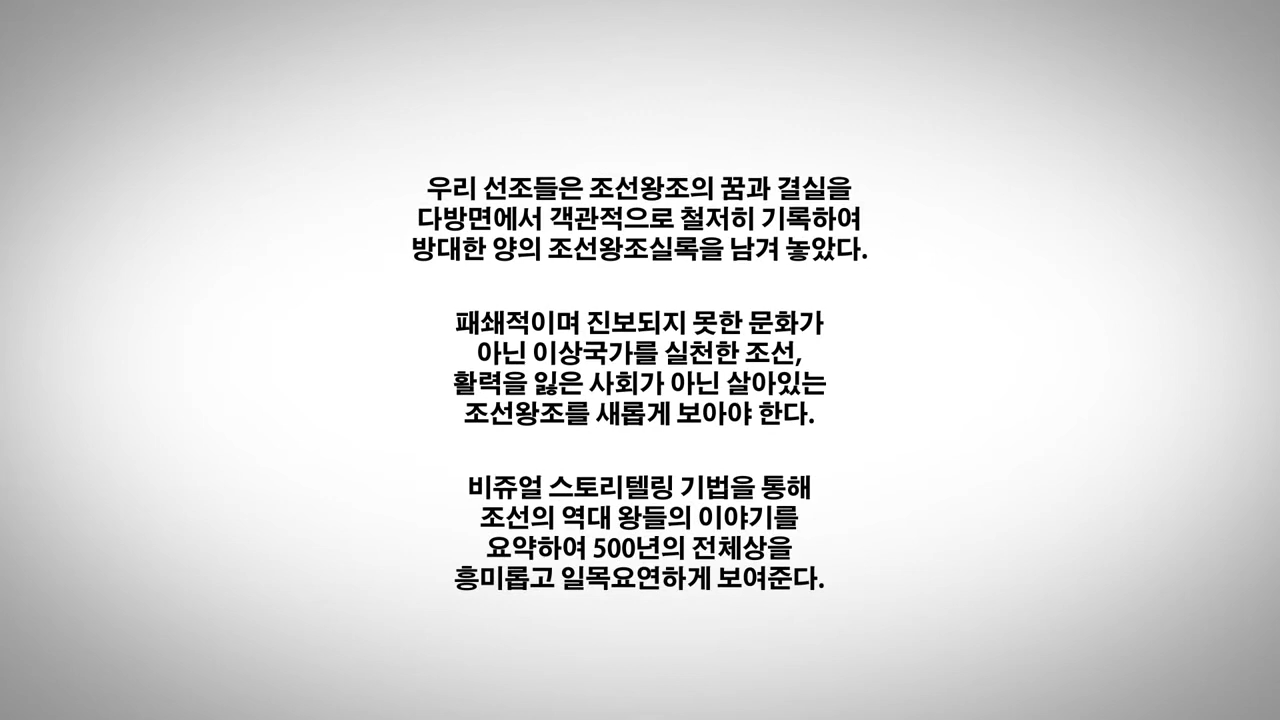 우리 선조들은 조선왕조의 꿈과 결실을
다방면에서 객관적으로 철저히 기록하여
방대한 양의 조선왕조실록을 남겨 놓았다.
패쇄적이며 진보되지 못한 문화가
아닌 이상국가를 실천한 조선,
활력을 잃은 사회가 아닌 살아있는
조선왕조를 새롭게 보아야 한다.
비쥬얼 스토리텔링 기법을 통해
조선의 역대 왕들의 이야기를
요약하여 500년의 전체상을
흥미롭고 일목요연하게 보여준다.